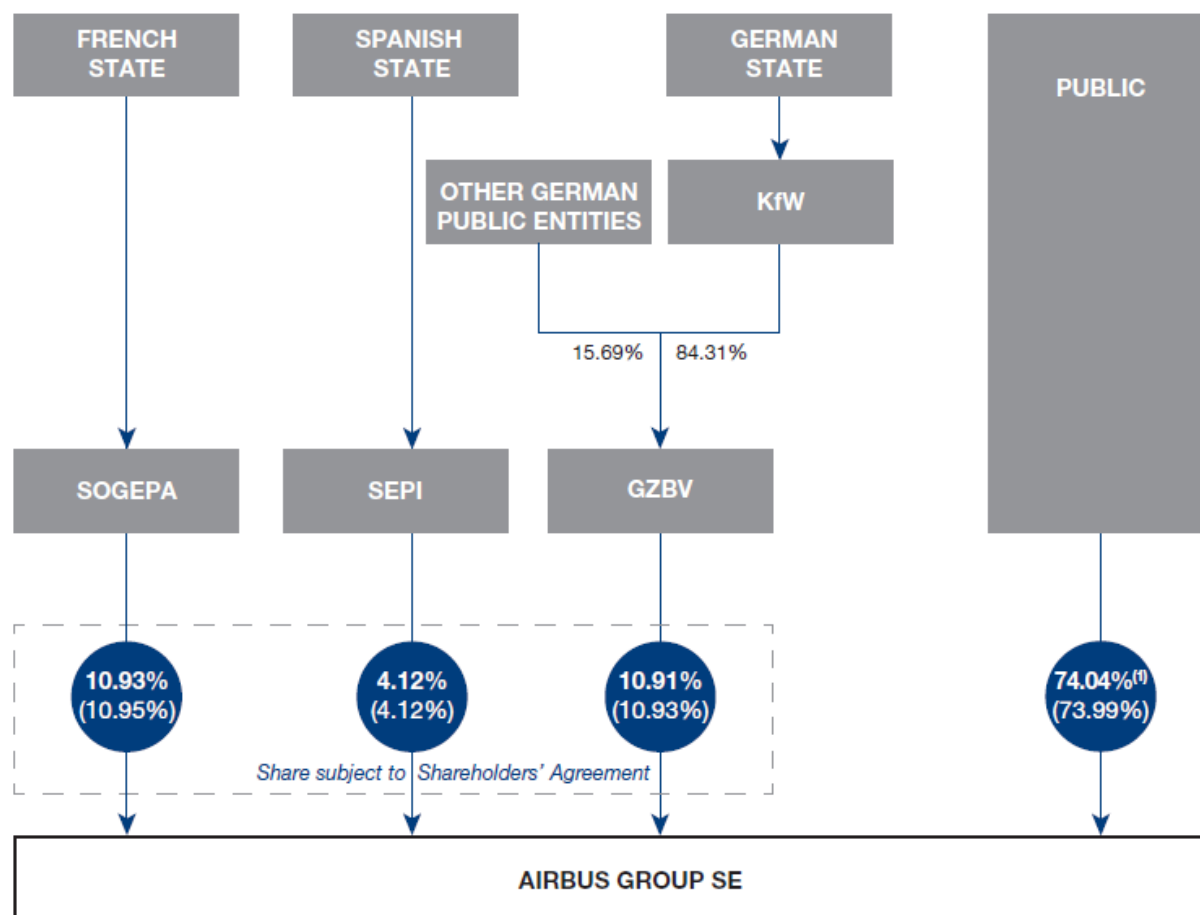 FRENCH
STATE
SPANISH
STATE
GERMAN
STATE
PUBLIC
OTHER GERMAN
PUBLIC ENTITIES
KfW
15.69%
84.31%
SOGEPA
SEPI
GZBV
10.93%
(10.95%)
4.12%
(4.12%)
10.91%
(10.93%)
74.04%(1)
(73.99%)
Share subject to Shareholders' Agreement
AIRBUS GROUP SE